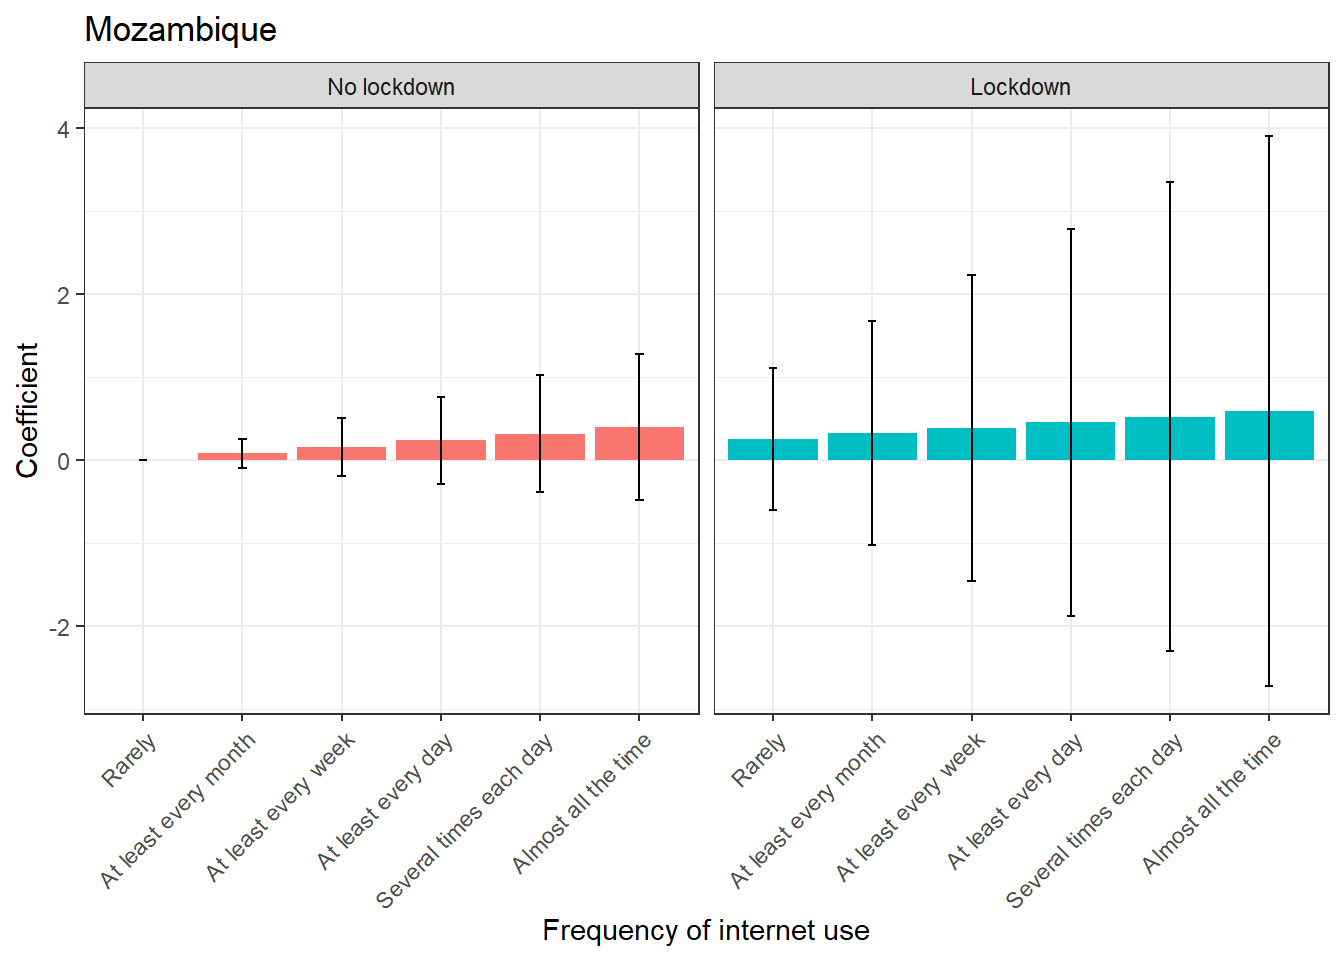 Mozambique
No lockdown
Lockdown
Coefficient
4
2
0
-2
Rarely
At least every month
At least every week
At least every day
Several times each day
Almost all the time
Rarely
At least every month
At least every week
At least every day
Several times each day
Almost all the time
Frequency of internet use